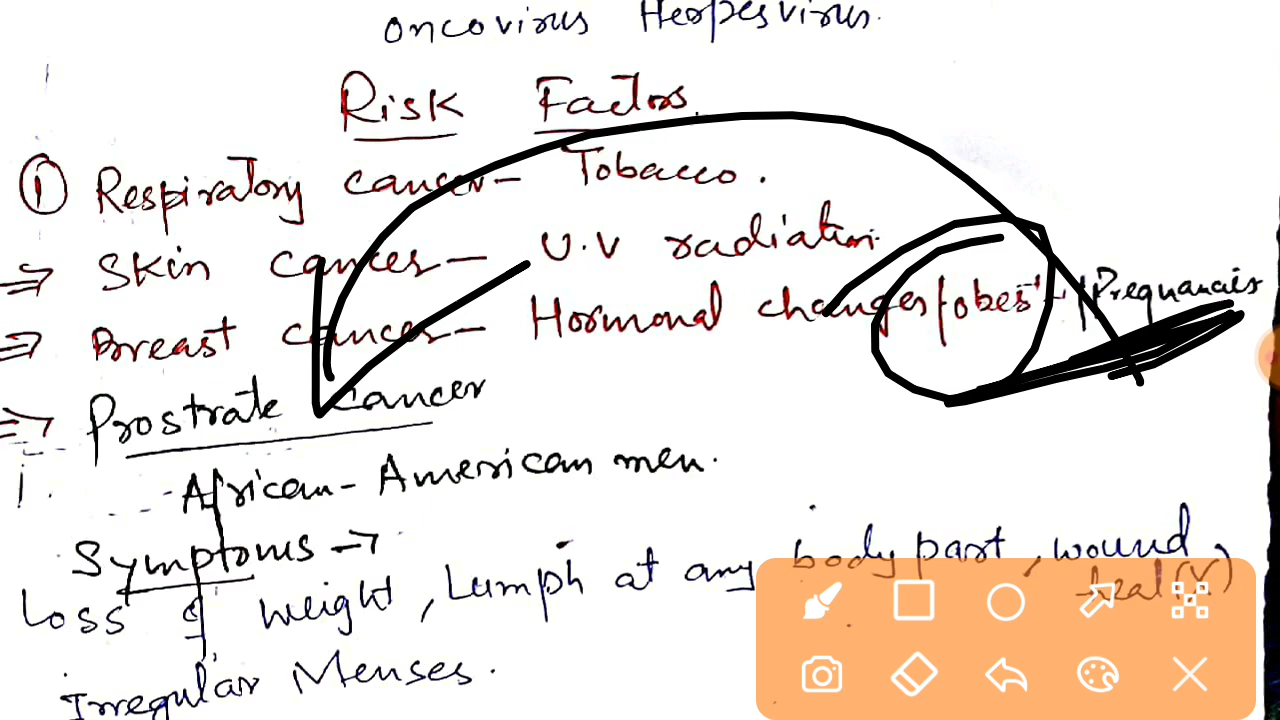 Oncovirus Herpesvirus.
Risk Factors.
① Respiratory cancer - Tobacco.
⇒ Skin cancer - U.V radiation.
⇒ Breast cancer - Hormonal changes/obes /Pregnancies
⇒ Prostrate Cancer
African-American men.
Symptoms →
Loss of weight, Lumph at any body part, wound
heal(X)
Irregular Menses.